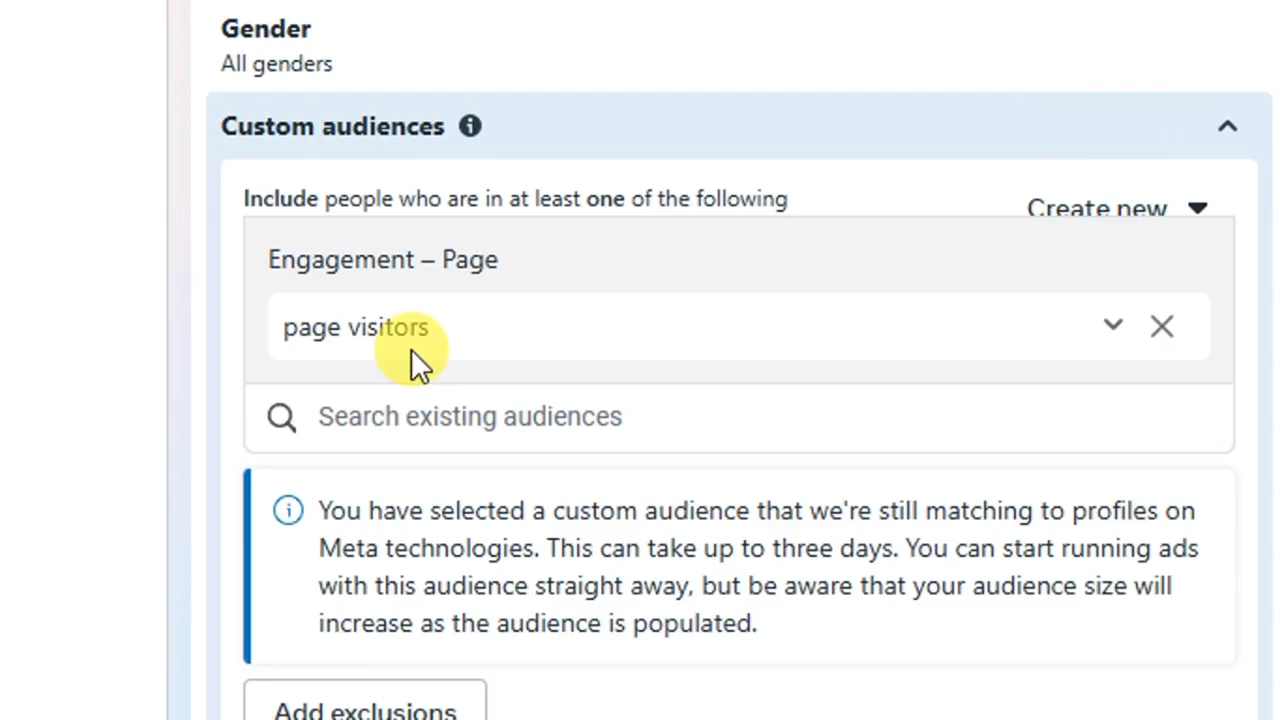 Gender
All genders
Custom audiences
Include people who are in at least one of the following
Create new
Engagement – Page
page visitors
Search existing audiences
You have selected a custom audience that we're still matching to profiles on
Meta technologies. This can take up to three days. You can start running ads
with this audience straight away, but be aware that your audience size will
increase as the audience is populated.
Add exclusions